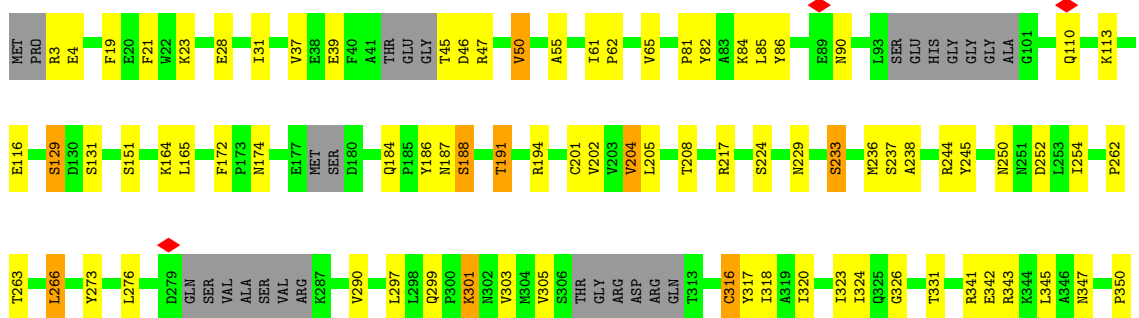 MET PRO R3 E4 F19 E20 F21 W22 K23 E28 I31 V37 E38 E39 F40 A41 THR GLU GLY T45 D46 R47 V50 A55 I61 P62 V65 P81 Y82 A83 K84 L85 Y86 E89 N90 L93 SER GLU HIS GLY GLY GLY ALA G101 Q110 K113
E116 S129 D130 S131 S151 K164 L165 F172 P173 N174 E177 MET SER D180 Q184 P185 Y186 N187 S188 T191 R194 C201 V202 V203 V204 L205 T208 R217 S224 N229 S233 M236 S237 A238 R244 Y245 N250 N251 D252 L253 I254 P262
T263 L266 Y273 L276 D279 GLN SER VAL ALA SER VAL ARG K287 V290 L297 L298 Q299 P300 K301 N302 V303 M304 V305 S306 THR GLY ARG ASP ARG GLN T313 C316 Y317 I318 A319 I320 I323 I324 Q325 G326 T331 R341 E342 R343 K344 L345 A346 N347 P350